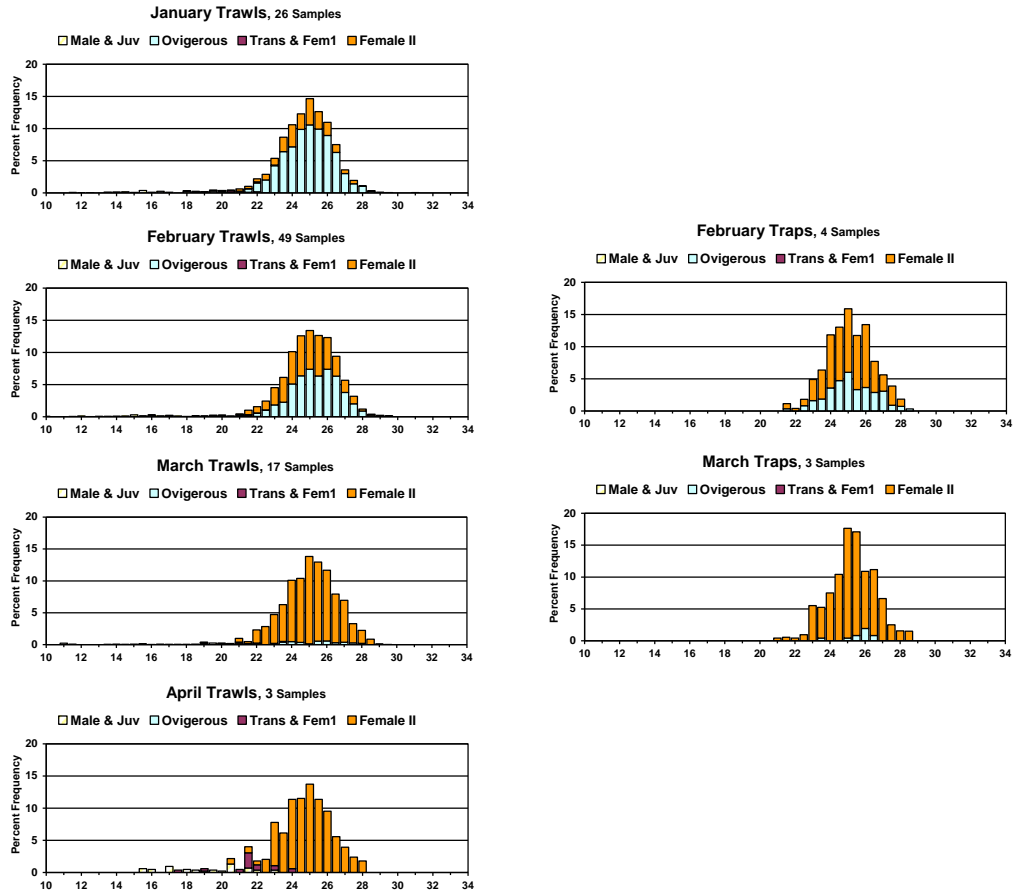 January Trawls, 26 Samples
Male & Juv Ovigerous Trans & Fem1 Female II
Percent Frequency
20
15
10
5
0
10 12 14 16 18 20 22 24 26 28 30 32 34
February Trawls, 49 Samples
Male & Juv Ovigerous Trans & Fem1 Female II
Percent Frequency
20
15
10
5
0
10 12 14 16 18 20 22 24 26 28 30 32 34
February Traps, 4 Samples
Male & Juv Ovigerous Trans & Fem1 Female II
Percent Frequency
20
15
10
5
0
10 12 14 16 18 20 22 24 26 28 30 32 34
March Trawls, 17 Samples
Male & Juv Ovigerous Trans & Fem1 Female II
Percent Frequency
20
15
10
5
0
10 12 14 16 18 20 22 24 26 28 30 32 34
March Traps, 3 Samples
Male & Juv Ovigerous Trans & Fem1 Female II
Percent Frequency
20
15
10
5
0
10 12 14 16 18 20 22 24 26 28 30 32 34
April Trawls, 3 Samples
Male & Juv Ovigerous Trans & Fem1 Female II
Percent Frequency
20
15
10
5
0
10 12 14 16 18 20 22 24 26 28 30 32 34